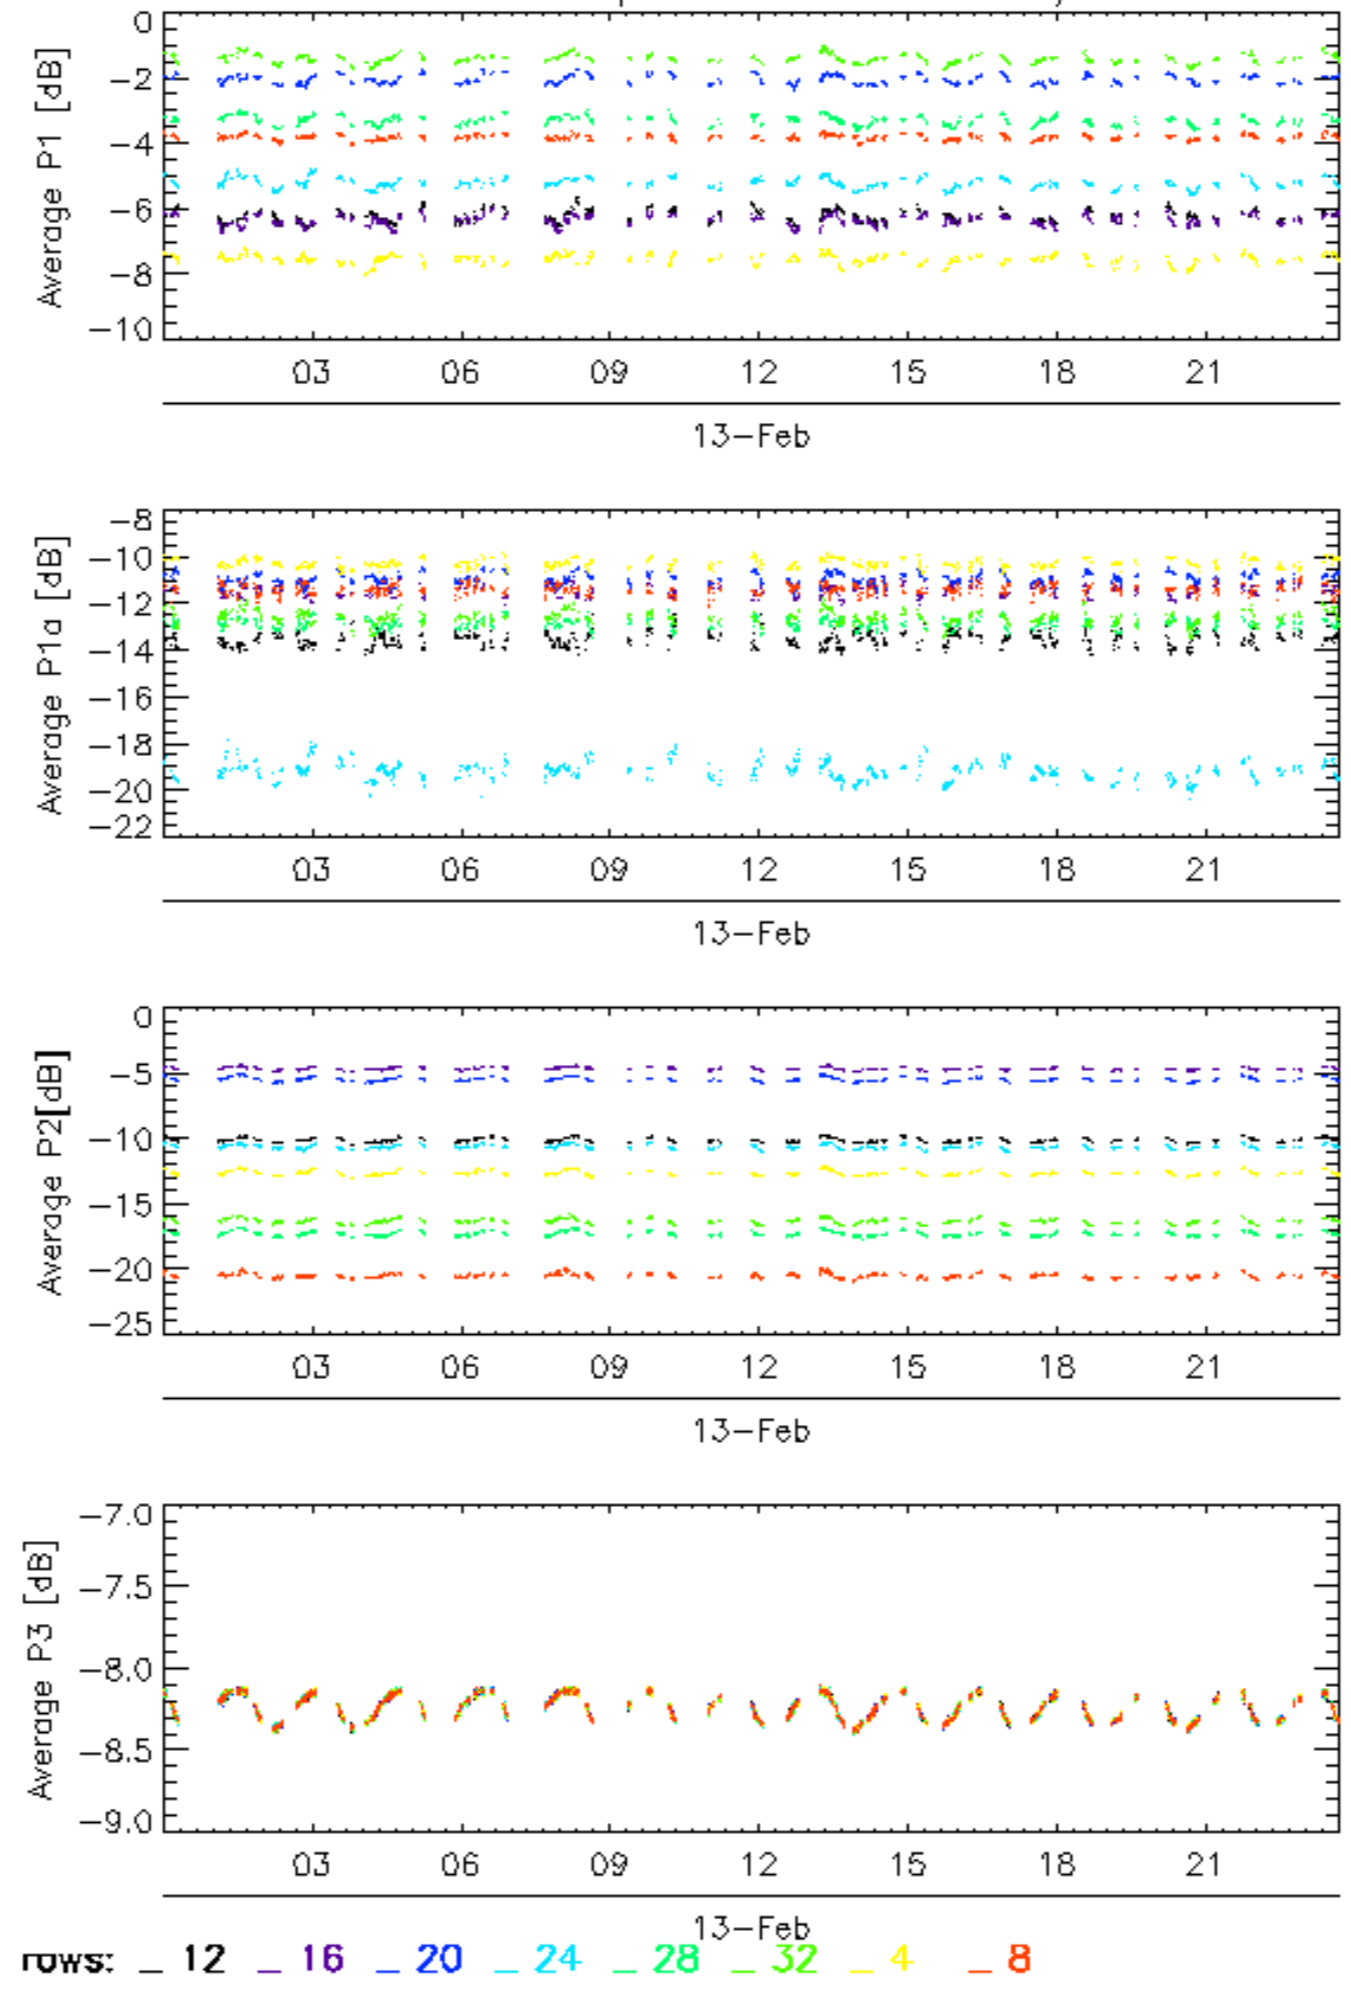 0
−2
−4
−6
−8
−10
Average P1 [dB]
03 06 09 12 15 18 21
13−Feb
−8
−10
−12
−14
−16
−18
−20
−22
Average P1a [dB]
03 06 09 12 15 18 21
13−Feb
0
−5
−10
−15
−20
−25
Average P2[dB]
03 06 09 12 15 18 21
13−Feb
−7.0
−7.5
−8.0
−8.5
−9.0
Average P3 [dB]
03 06 09 12 15 18 21
13−Feb
rows: _ 12 _ 16 _ 20 _ 24 _ 28 _ 32 _ 4 _ 8